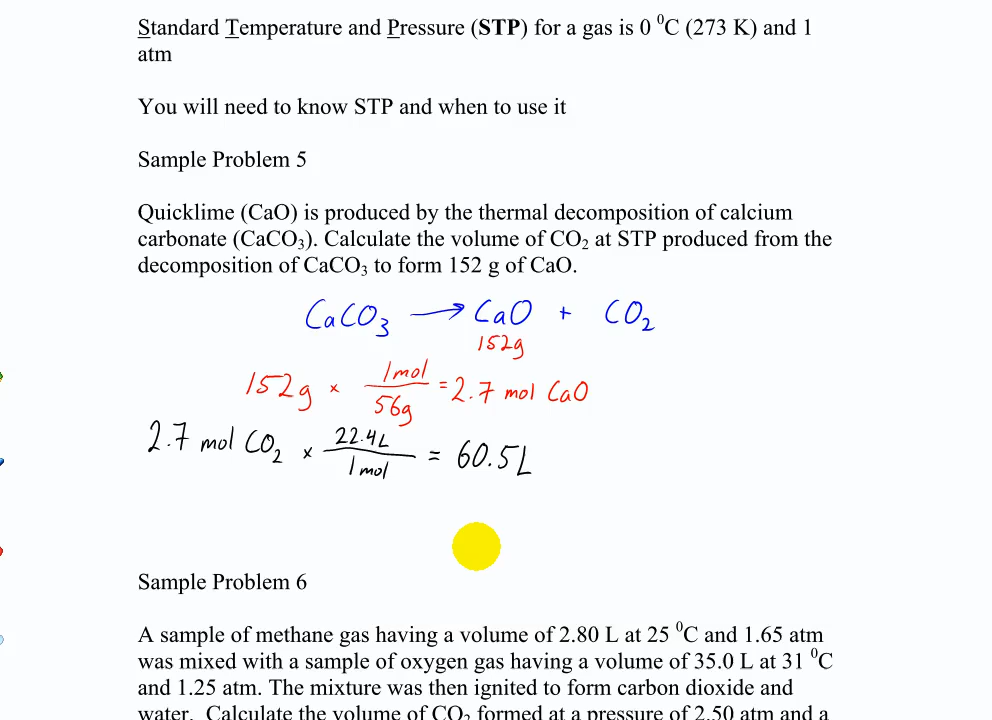 Standard Temperature and Pressure (STP) for a gas is 0 ⁰C (273 K) and 1
atm
You will need to know STP and when to use it
Sample Problem 5
Quicklime (CaO) is produced by the thermal decomposition of calcium
carbonate (CaCO₃). Calculate the volume of CO₂ at STP produced from the
decomposition of CaCO₃ to form 152 g of CaO.
CaCO₃ → CaO + CO₂
152g
152g × 1mol/56g = 2.7 mol CaO
2.7 mol CO₂ × 22.4L/1mol = 60.5L
Sample Problem 6
A sample of methane gas having a volume of 2.80 L at 25 ⁰C and 1.65 atm
was mixed with a sample of oxygen gas having a volume of 35.0 L at 31 ⁰C
and 1.25 atm. The mixture was then ignited to form carbon dioxide and
water. Calculate the volume of CO₂ formed at a pressure of 2.50 atm and a